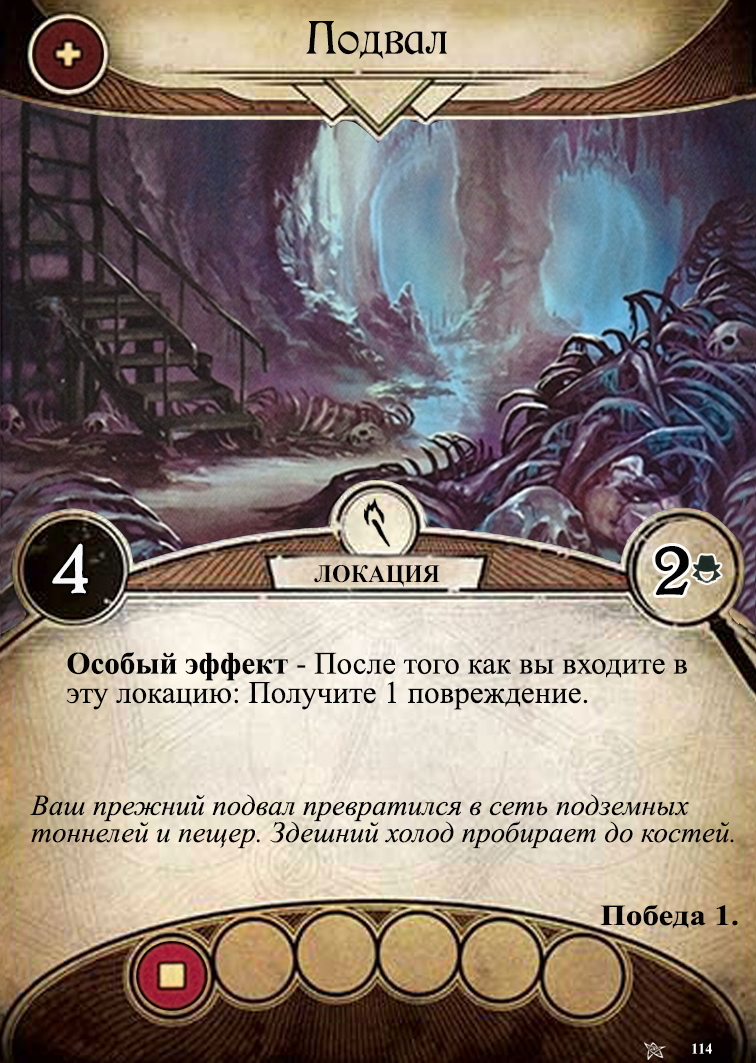 Подвал
4
ЛОКАЦИЯ
2
Особый эффект - После того как вы входите в
эту локацию: Получите 1 повреждение.
Ваш прежний подвал превратился в сеть подземных
тоннелей и пещер. Здешний холод пробирает до костей.
Победа 1.
114